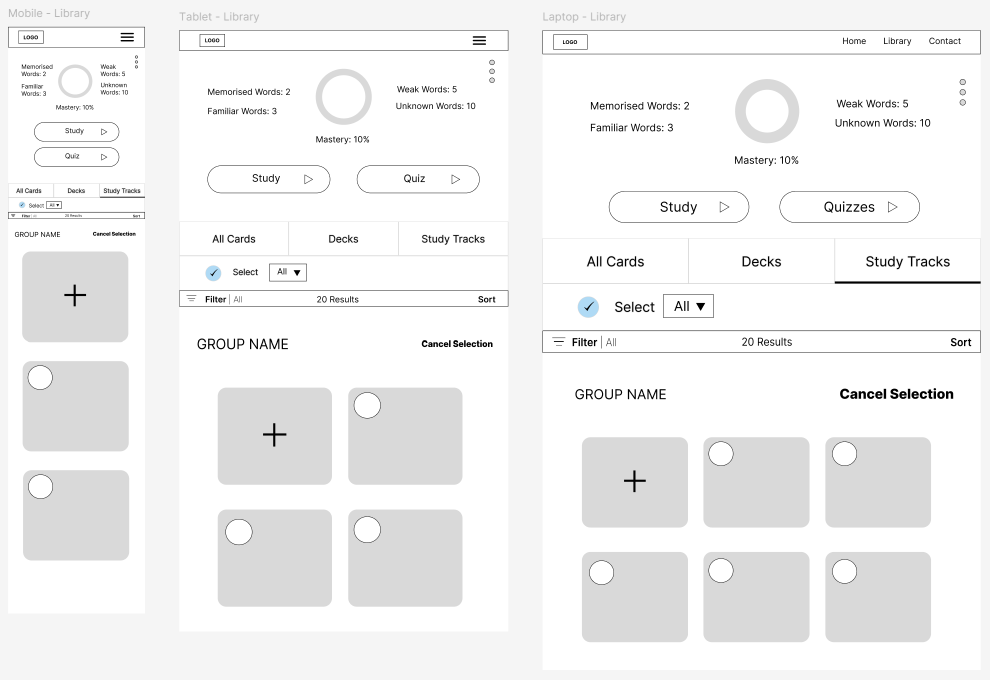 Mobile - Library
LOGO
Memorised
Words: 2
Familiar
Words: 3
Weak
Words: 5
Unknown
Words: 10
Mastery: 10%
Study
Quiz
All Cards
Decks
Study Tracks
Select
All
Filter | All
20 Results
Sort
GROUP NAME
Cancel Selection
Tablet - Library
LOGO
Memorised Words: 2
Familiar Words: 3
Weak Words: 5
Unknown Words: 10
Mastery: 10%
Study
Quiz
All Cards
Decks
Study Tracks
Select
All
Filter | All
20 Results
Sort
GROUP NAME
Cancel Selection
Laptop - Library
LOGO
Home
Library
Contact
Memorised Words: 2
Familiar Words: 3
Weak Words: 5
Unknown Words: 10
Mastery: 10%
Study
Quizzes
All Cards
Decks
Study Tracks
Select
All
Filter | All
20 Results
Sort
GROUP NAME
Cancel Selection